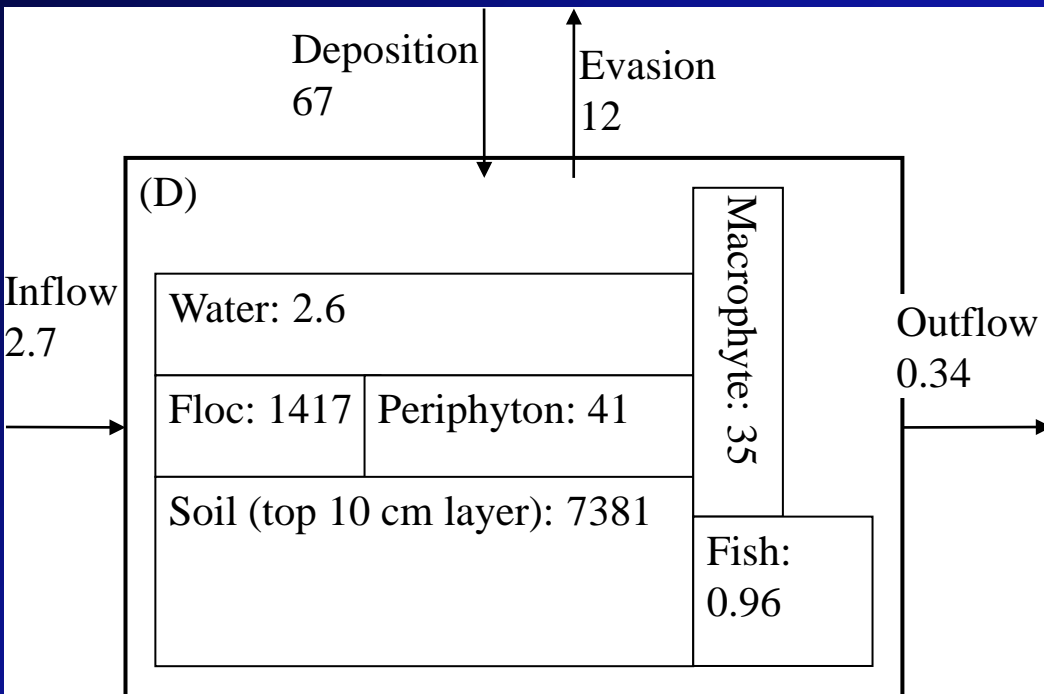 Deposition
67
Evasion
12
(D)
Inflow
2.7
Water: 2.6
Macrophyte: 35
Outflow
0.34
Floc: 1417
Periphyton: 41
Soil (top 10 cm layer): 7381
Fish:
0.96